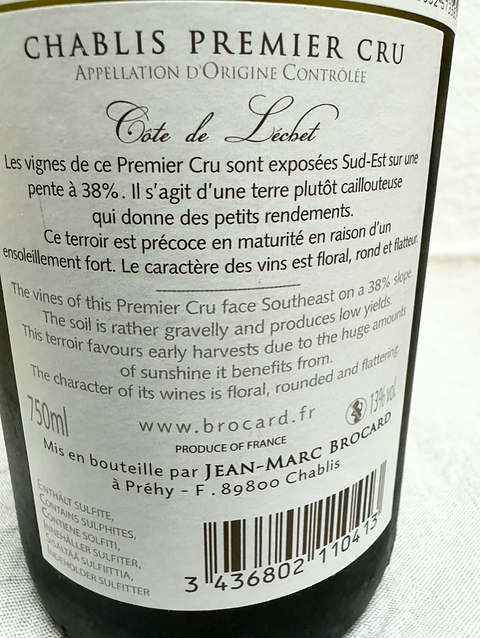 CHABLIS PREMIER CRU
APPELLATION D'ORIGINE CONTRÔLÉE
Côte de Léchet
Les vignes de ce Premier Cru sont exposées Sud-Est sur une
pente à 38%. Il s'agit d'une terre plutôt caillouteuse
qui donne des petits rendements.
Ce terroir est précoce en maturité en raison d'un
ensoleillement fort. Le caractère des vins est floral, rond et flatteur.
The vines of this Premier Cru face Southeast on a 38% slope.
The soil is rather gravelly and produces low yields.
This terroir favours early harvests due to the huge amounts
of sunshine it benefits from.
The character of its wines is floral, rounded and flattering.
750ml
www.brocard.fr
13% vol.
PRODUCE OF FRANCE
Mis en bouteille par JEAN-MARC BROCARD
à Préhy - F . 89800 Chablis
ENTHÄLT SULFITE,
CONTAINS SULPHITES,
CONTIENE SOLFITI,
INNEHÅLLER SULFITER,
SISÄLTÄÄ SULFIITTIA,
INDEHOLDER SULFITTER
3 436802 110413